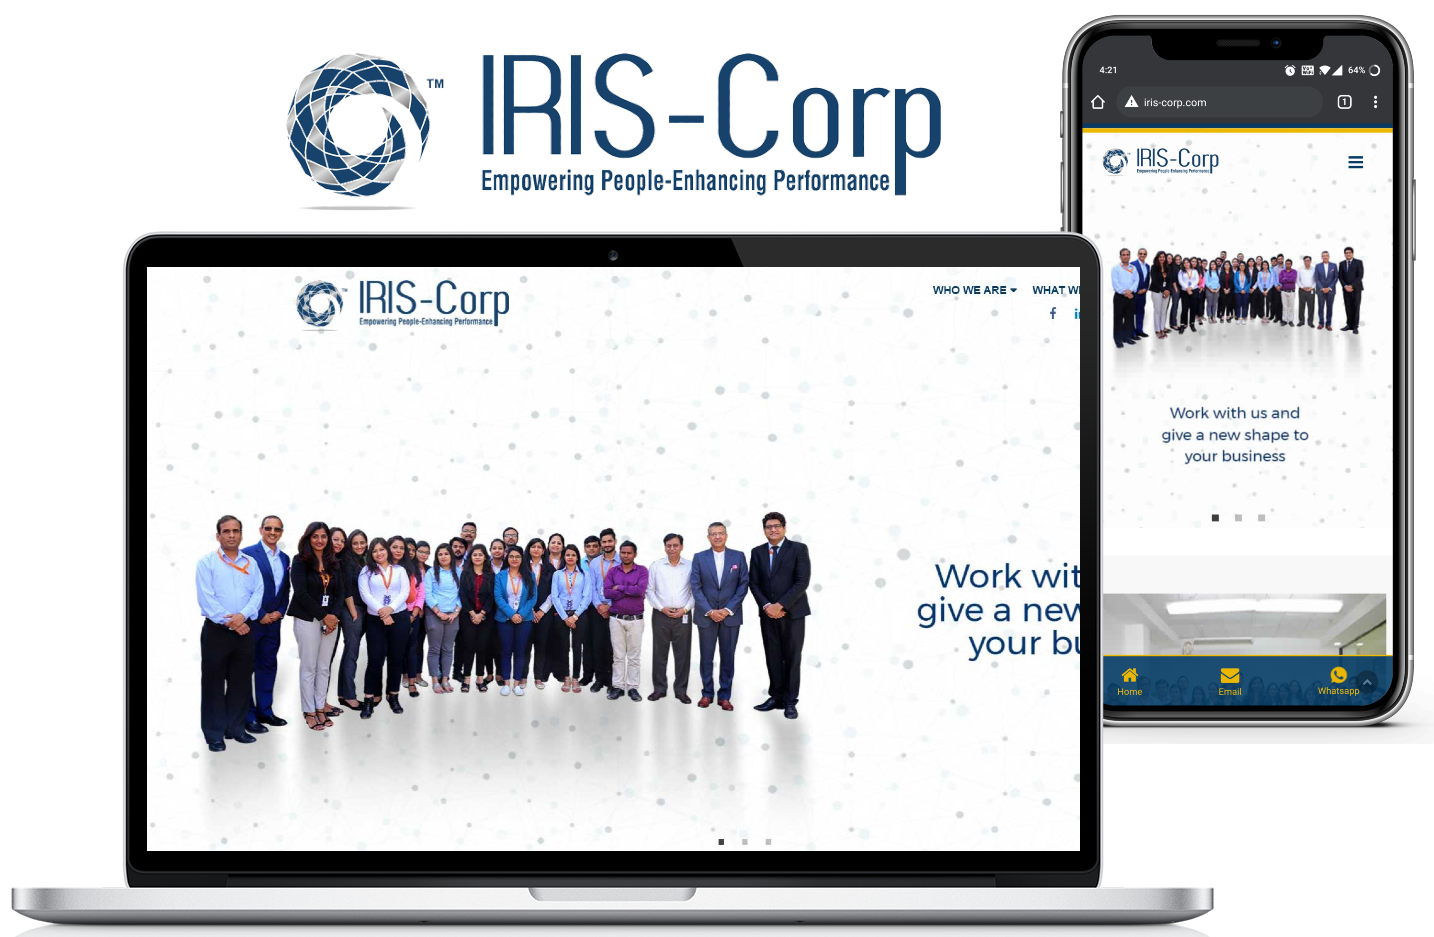 TM
IRIS-Corp
Empowering People-Enhancing Performance
4:21
64%
iris-corp.com
1
IRIS-Corp
Empowering People-Enhancing Performance
Work with us and
give a new shape to
your business
Home
Email
Whatsapp
IRIS-Corp
Empowering People-Enhancing Performance
WHO WE ARE
WHAT W
f
Work wit
give a new
your bu